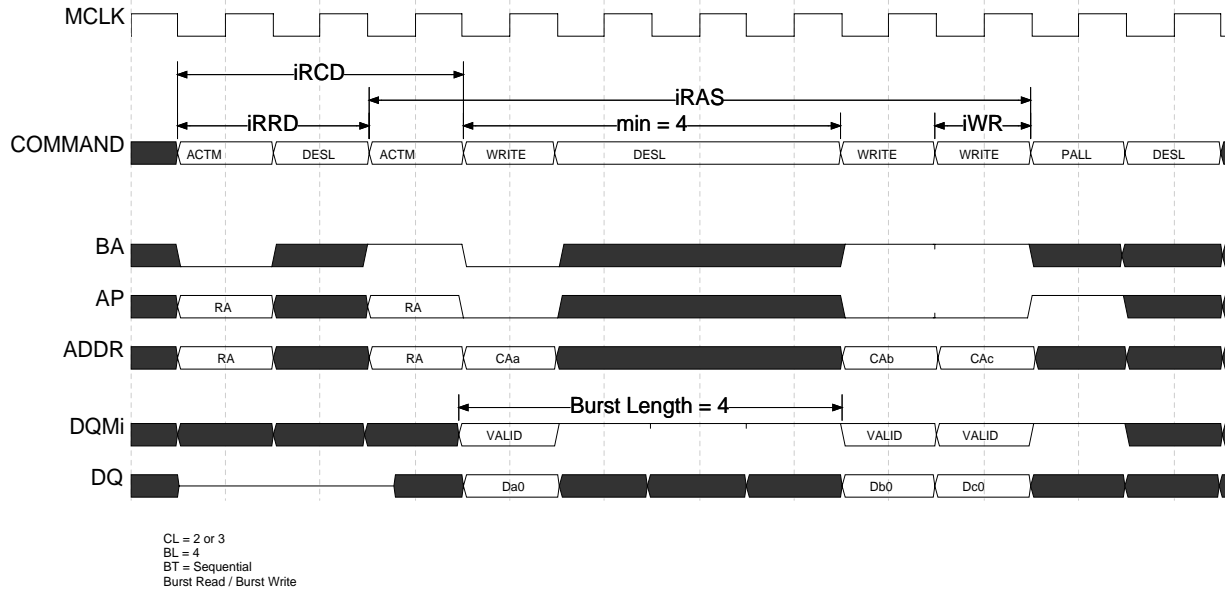 MCLK
iRCD
iRAS
iRRD min = 4 iWR
COMMAND ACTM DESL ACTM WRITE DESL WRITE WRITE PALL DESL
BA
AP RA RA
ADDR RA RA CAa CAb CAc
Burst Length = 4
DQMi VALID VALID VALID
DQ Da0 Db0 Dc0
CL = 2 or 3
BL = 4
BT = Sequential
Burst Read / Burst Write